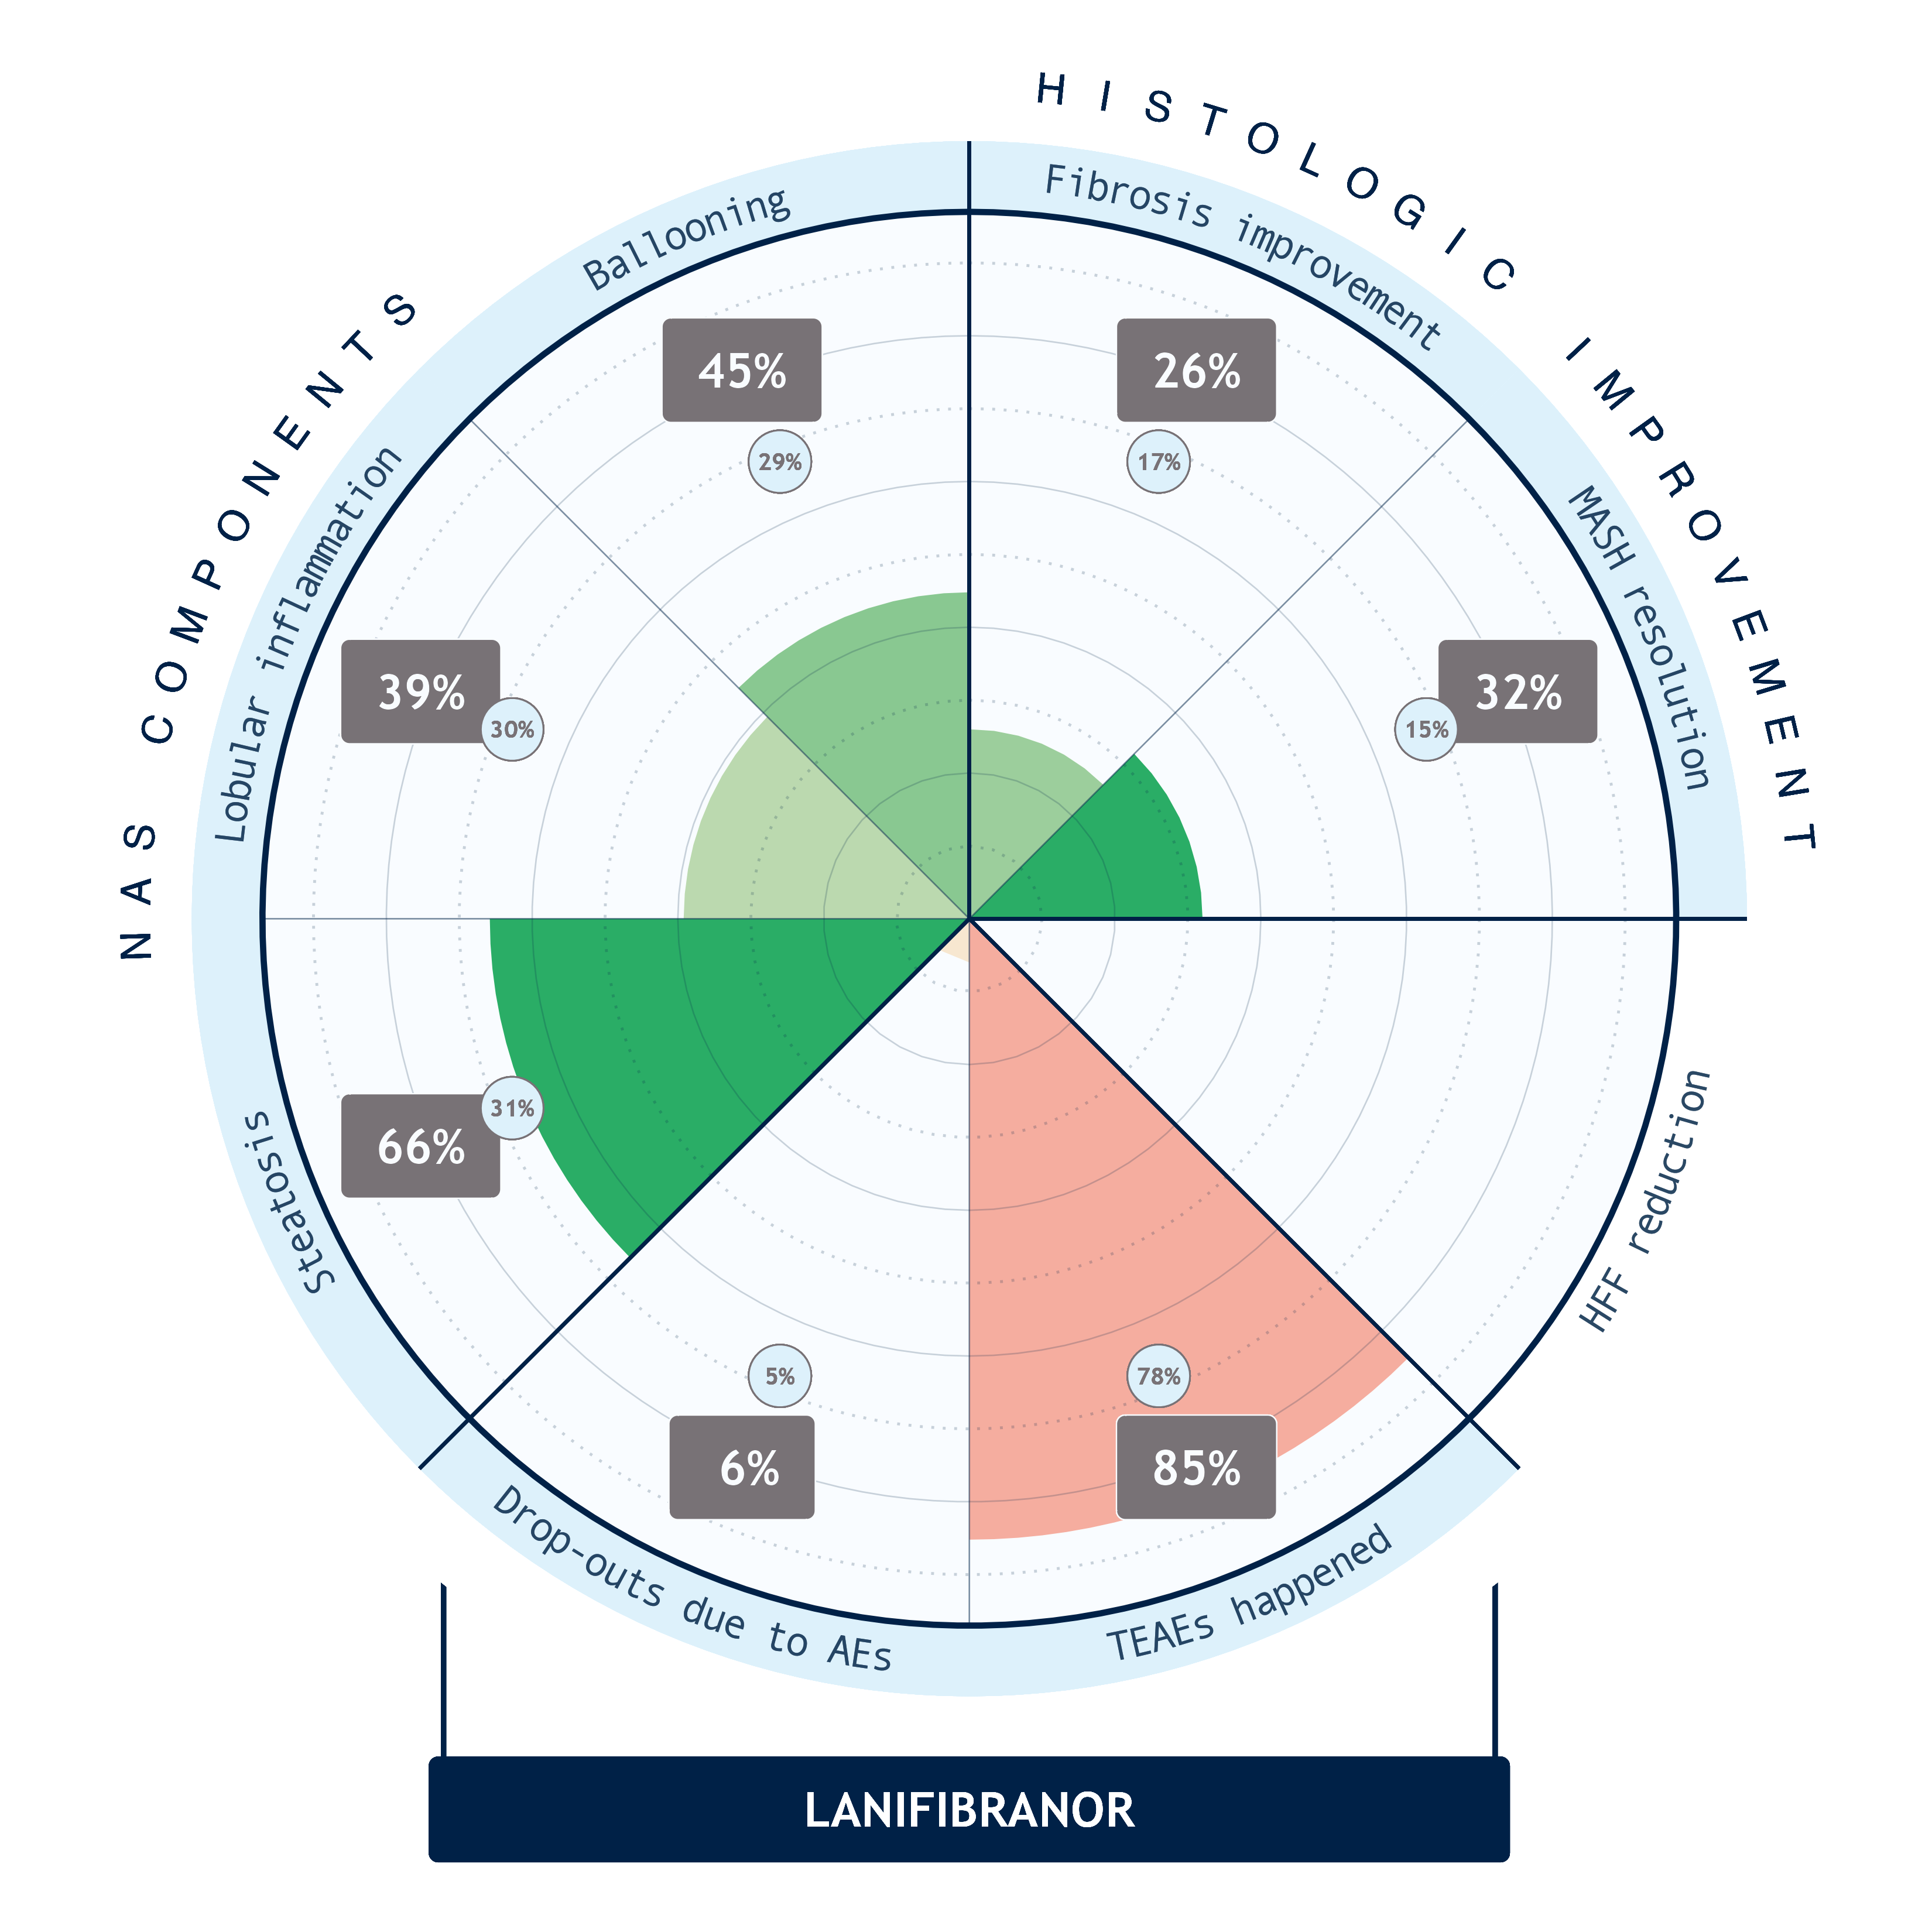 HISTOLOGIC IMPROVEMENT
Fibrosis improvement
26%
17%
MASH resolution
32%
15%
HFF reduction
TEAEs happened
78%
85%
Drop-outs due to AEs
5%
6%
NAS COMPONENTS
Steatosis
66%
31%
Lobular inflammation
39%
30%
Ballooning
45%
29%
LANIFIBRANOR